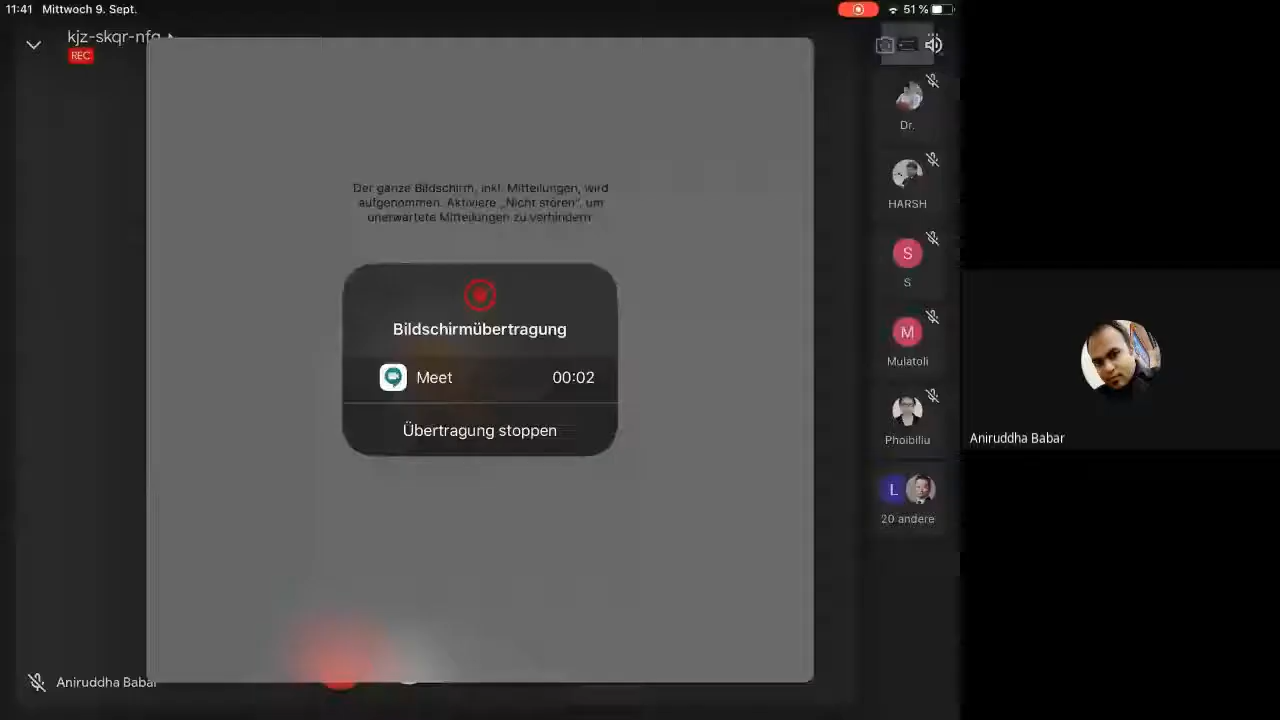 11:41 Mittwoch 9. Sept.
51 %
kjz-skqr-nfq
REC
Der ganze Bildschirm, inkl. Mitteilungen, wird
aufgenommen. Aktiviere „Nicht stören“, um
unerwartete Mitteilungen zu verhindern
Bildschirmübertragung
Meet 00:02
Übertragung stoppen
Dr.
HARSH
S
S
M
Mulatoli
Phoibiliu
L
20 andere
Aniruddha Babar
Aniruddha Babar